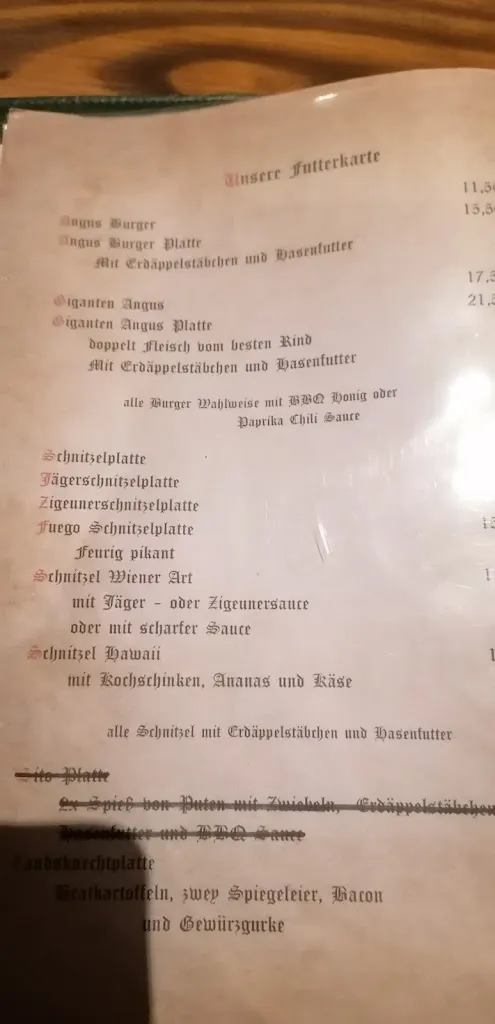 Unsere Futterkarte
Angus Burger 11,5
Angus Burger Platte 15,5
Mit Erdäppelstäbchen und Hasenfutter
Giganten Angus 17,5
Giganten Angus Platte 21,5
doppelt Fleisch vom besten Rind
Mit Erdäppelstäbchen und Hasenfutter
alle Burger Wahlweise mit BBQ Honig oder
Paprika Chili Sauce
Schnitzelplatte
Jägerschnitzelplatte
Zigeunerschnitzelplatte
Fuego Schnitzelplatte
Feurig pikant
Schnitzel Wiener Art
mit Jäger - oder Zigeunersauce
oder mit scharfer Sauce
Schnitzel Hawaii
mit Kochschinken, Ananas und Käse
alle Schnitzel mit Erdäppelstäbchen und Hasenfutter
Platte
2x Spieß von Puten mit Zwiebeln, Erdäppelstäbchen
Hasenfutter und BBQ Sauce
Landsknechtplatte
Bratkartoffeln, zwey Spiegeleier, Bacon
und Gewürzgurke